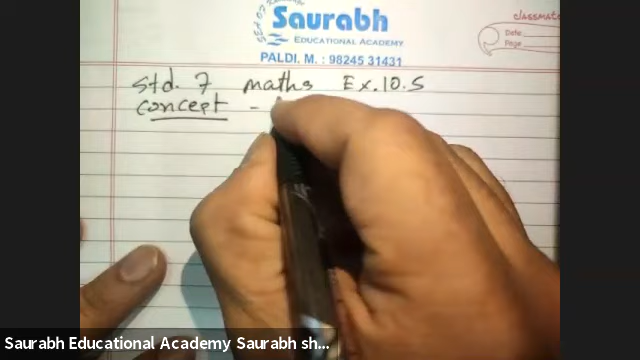 Saurabh
EDUCATIONAL ACADEMY
PALDI. M. : 98245 31431
classmate
Date
Page
Std. 7 maths Ex.10.5
concept -
Saurabh Educational Academy Saurabh sh...